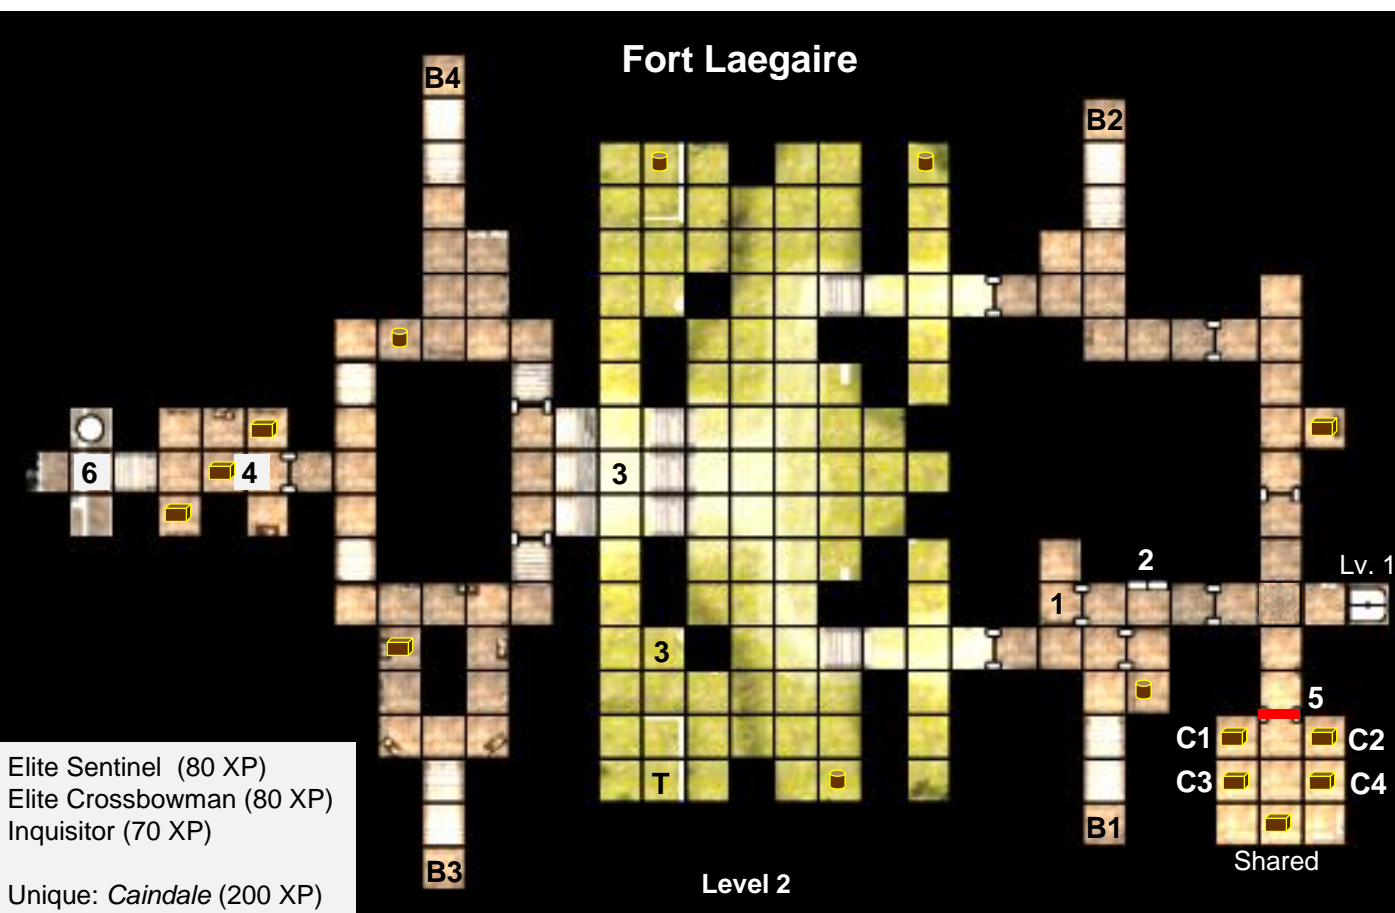 Fort Laegaire
B4
B2
6
4
3
2
Lv. 1
1
3
5
C1
C2
C3
C4
T
B1
Shared
B3
Level 2
Elite Sentinel (80 XP)
Elite Crossbowman (80 XP)
Inquisitor (70 XP)
Unique: Caindale (200 XP)